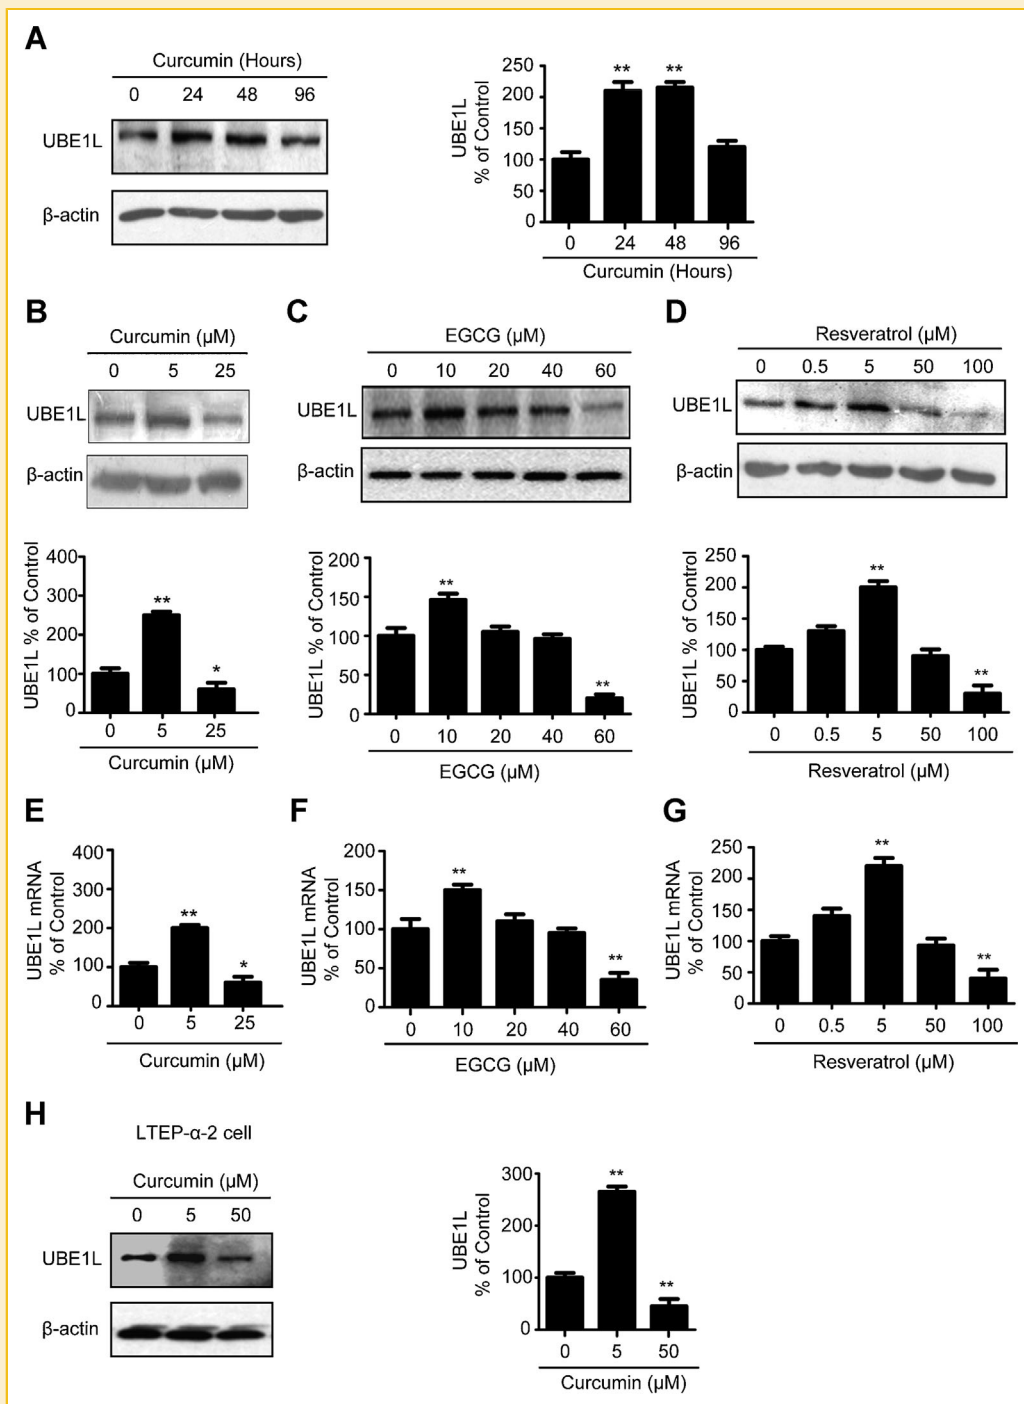 A
Curcumin (Hours)
0 24 48 96
UBE1L
β-actin
UBE1L
% of Control
250
200
150
100
50
0
** **
0 24 48 96
Curcumin (Hours)
B
Curcumin (µM)
0 5 25
UBE1L
β-actin
UBE1L % of Control
400
300
200
100
0
**
*
0 5 25
Curcumin (µM)
C
EGCG (µM)
0 10 20 40 60
UBE1L
β-actin
UBE1L % of Control
200
150
100
50
0
**
**
0 10 20 40 60
EGCG (µM)
D
Resveratrol (µM)
0 0.5 5 50 100
UBE1L
β-actin
UBE1L % of Control
250
200
150
100
50
0
**
**
0 0.5 5 50 100
Resveratrol (µM)
E
UBE1L mRNA
% of Control
400
300
200
100
0
**
*
0 5 25
Curcumin (µM)
F
UBE1L mRNA
% of Control
200
150
100
50
0
**
**
0 10 20 40 60
EGCG (µM)
G
UBE1L mRNA
% of Control
250
200
150
100
50
0
**
**
0 0.5 5 50 100
Resveratrol (µM)
H
LTEP-α-2 cell
Curcumin (µM)
0 5 50
UBE1L
β-actin
UBE1L
% of Control
300
200
100
0
**
**
0 5 50
Curcumin (µM)